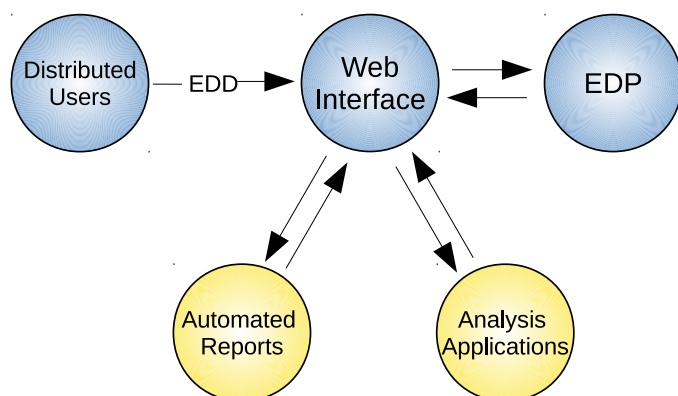 Distributed
Users
EDD
Web
Interface
EDP
Automated
Reports
Analysis
Applications